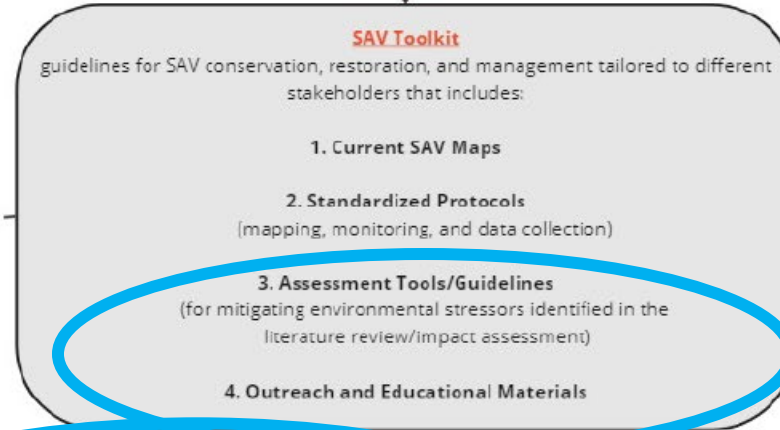 SAV Toolkit
guidelines for SAV conservation, restoration, and management tailored to different
stakeholders that includes:
1. Current SAV Maps
2. Standardized Protocols
(mapping, monitoring, and data collection)
3. Assessment Tools/Guidelines
(for mitigating environmental stressors identified in the
literature review/impact assessment)
4. Outreach and Educational Materials